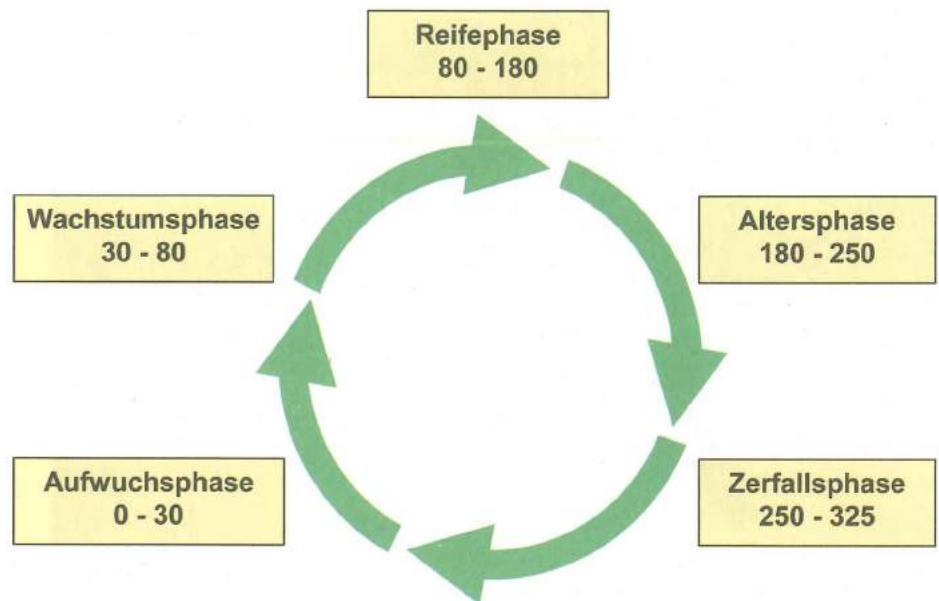 Reifephase
80 - 180
Wachstumsphase
30 - 80
Altersphase
180 - 250
Aufwuchsphase
0 - 30
Zerfallsphase
250 - 325